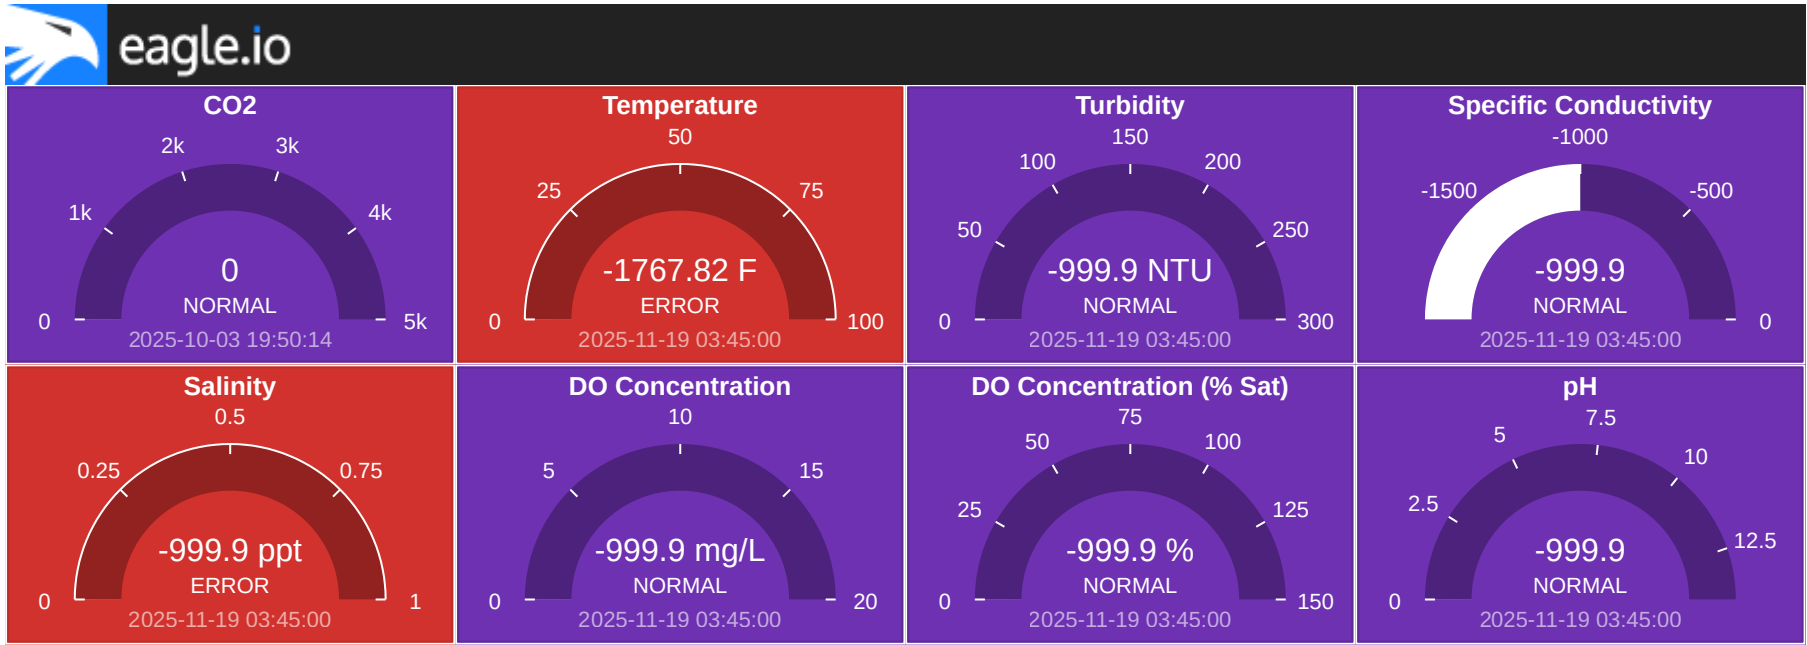 eagle.io
CO2
2k
3k
1k
4k
0
NORMAL
0
5k
2025-10-03 19:50:14
Temperature
50
25
75
-1767.82 F
ERROR
0
100
2025-11-19 03:45:00
Turbidity
150
100
200
50
250
-999.9 NTU
NORMAL
0
300
2025-11-19 03:45:00
Specific Conductivity
-1000
-1500
-500
-999.9
NORMAL
0
2025-11-19 03:45:00
Salinity
0.5
0.25
0.75
-999.9 ppt
ERROR
0
1
2025-11-19 03:45:00
DO Concentration
10
5
15
-999.9 mg/L
NORMAL
0
20
2025-11-19 03:45:00
DO Concentration (% Sat)
75
50
100
25
125
-999.9 %
NORMAL
0
150
2025-11-19 03:45:00
pH
7.5
5
10
2.5
12.5
-999.9
NORMAL
0
2025-11-19 03:45:00